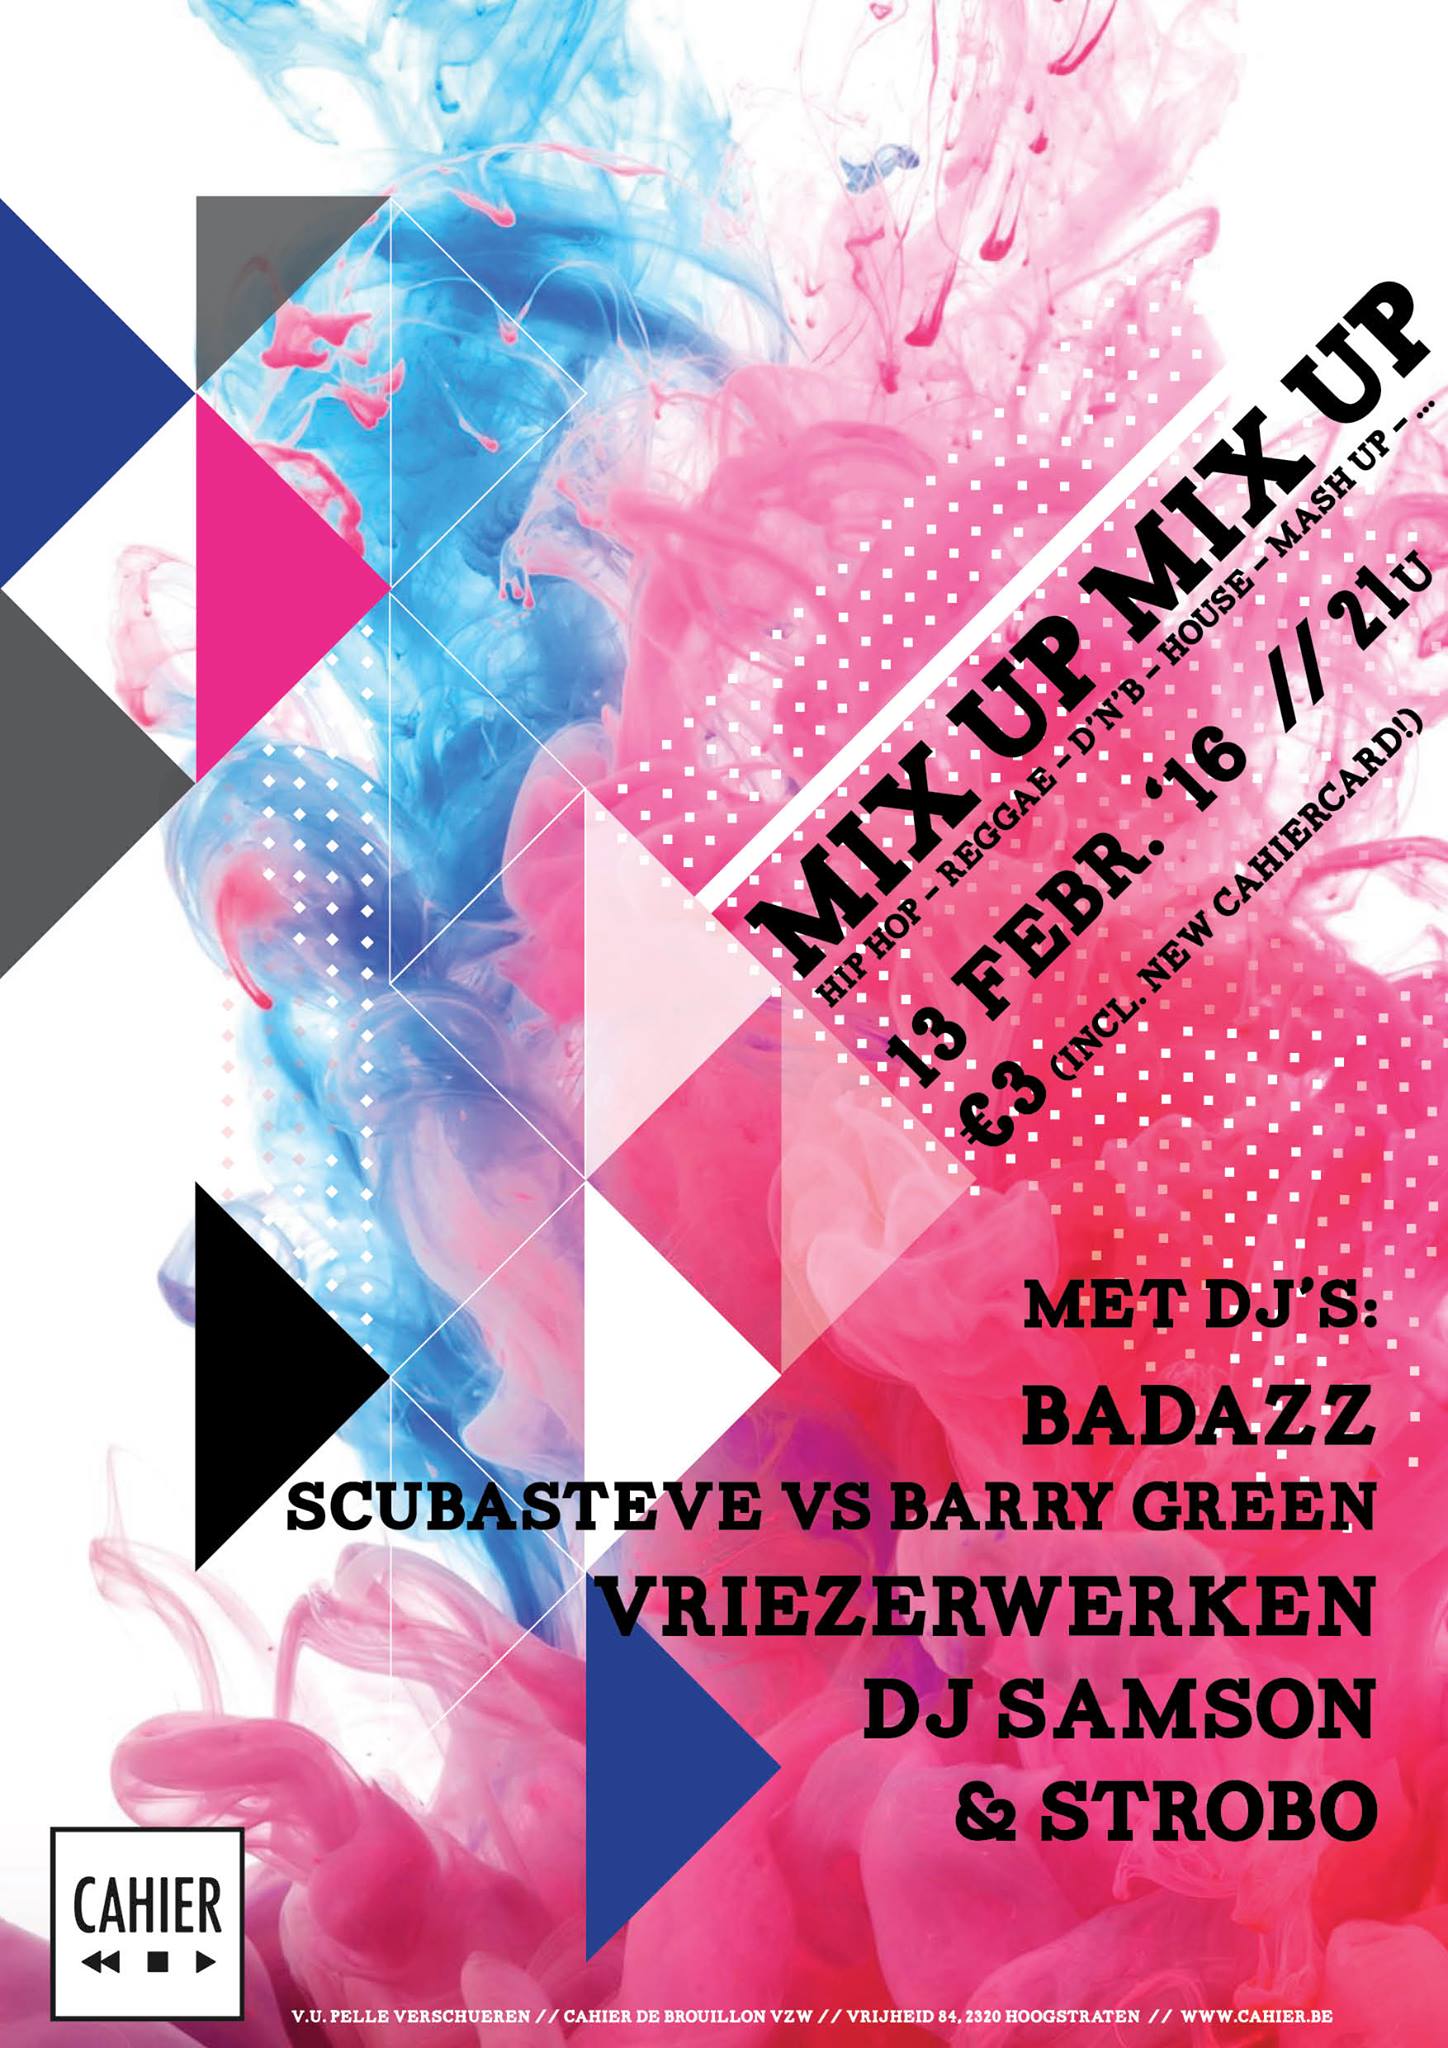 MIX UP MIX UP
HIP HOP – REGGAE – D'N'B – HOUSE – MASH UP – ...
13 FEBR. '16 // 21U
€3 (INCL. NEW CAHIERCARD!)
MET DJ'S:
BADAZZ
SCUBASTEVE VS BARRY GREEN
VRIEZERWERKEN
DJ SAMSON
& STROBO
CAHIER
V.U. PELLE VERSCHUEREN // CAHIER DE BROUILLON VZW // VRIJHEID 84, 2320 HOOGSTRATEN // WWW.CAHIER.BE